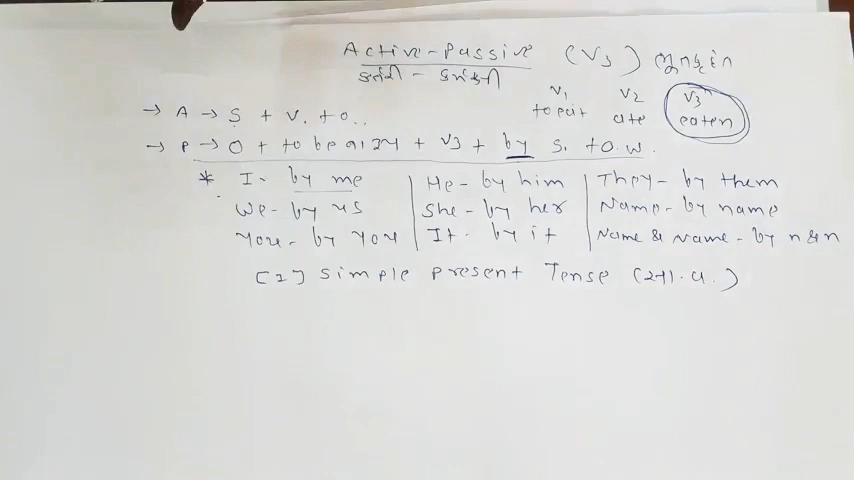 Active-Passive (V3)
કર્તરી - કર્મણી
V1 V2 V3
to eat ate eaten
→ A → S + V. + O..
→ P → O + to be નાં રૂપ + V3 + by S. + O.W.
* I - by me He - by him They - by them
We - by us She - by her Name - by name
You - by you It - by it Name & Name - by n & n
[1] Simple present Tense